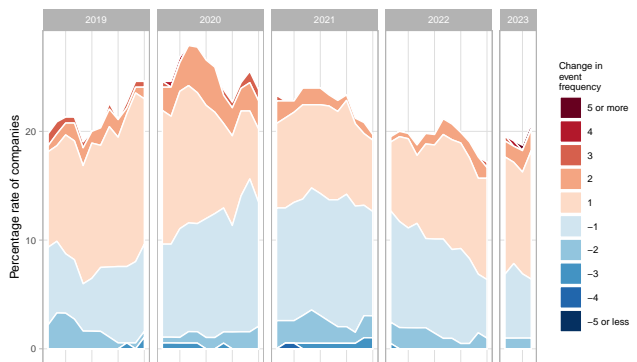 2019 2020 2021 2022 2023
Percentage rate of companies
20
10
0
Change in
event
frequency
5 or more
4
3
2
1
−1
−2
−3
−4
−5 or less